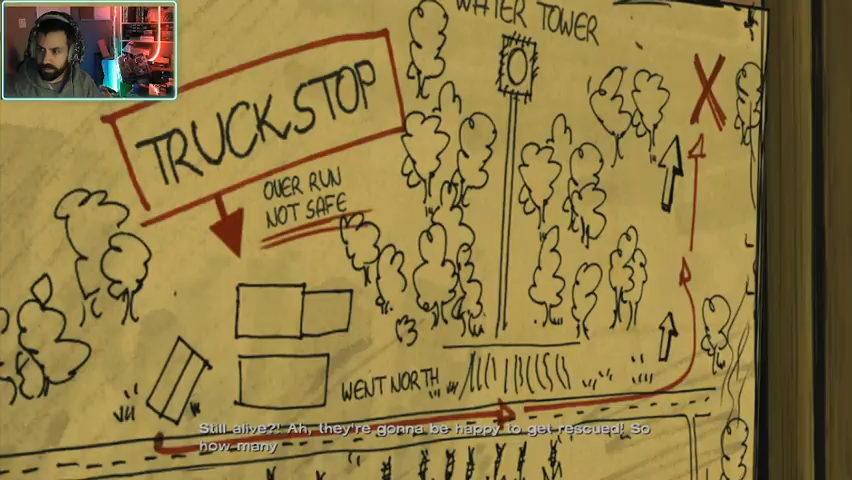 WATER TOWER
TRUCK STOP
OVER RUN
NOT SAFE
WENT NORTH
Still alive?! Ah, they're gonna be happy to get rescued! So
how many